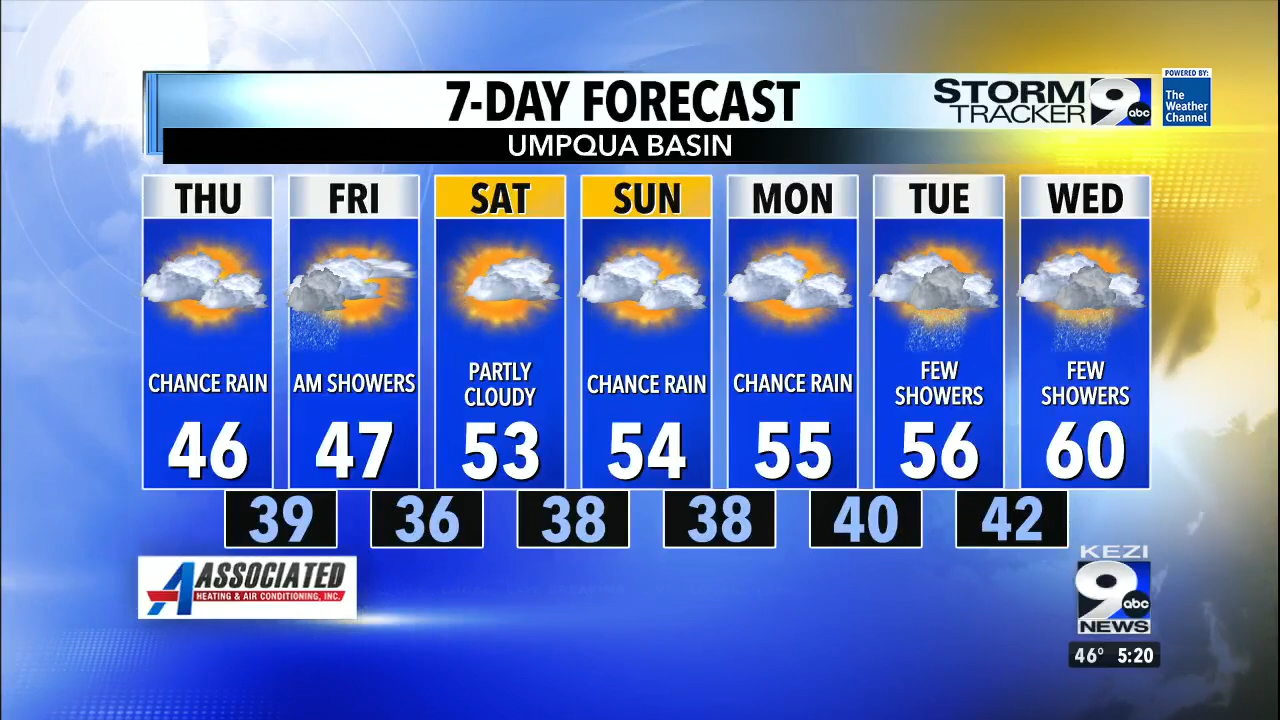 7-DAY FORECAST
UMPQUA BASIN
STORM
TRACKER
9
abc
POWERED BY:
The
Weather
Channel
THU
FRI
SAT
SUN
MON
TUE
WED
CHANCE RAIN
AM SHOWERS
PARTLY
CLOUDY
CHANCE RAIN
CHANCE RAIN
FEW
SHOWERS
FEW
SHOWERS
46
47
53
54
55
56
60
39
36
38
38
40
42
A ASSOCIATED
HEATING & AIR CONDITIONING, INC.
KEZI
9
abc
NEWS
46° 5:20